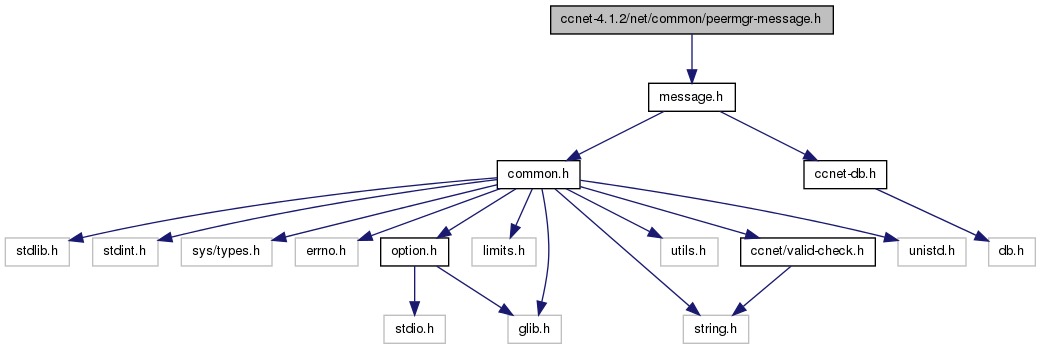 ccnet-4.1.2/net/common/peermgr-message.h
message.h
common.h
ccnet-db.h
stdlib.h
stdint.h
sys/types.h
errno.h
option.h
limits.h
utils.h
ccnet/valid-check.h
unistd.h
db.h
stdio.h
glib.h
string.h